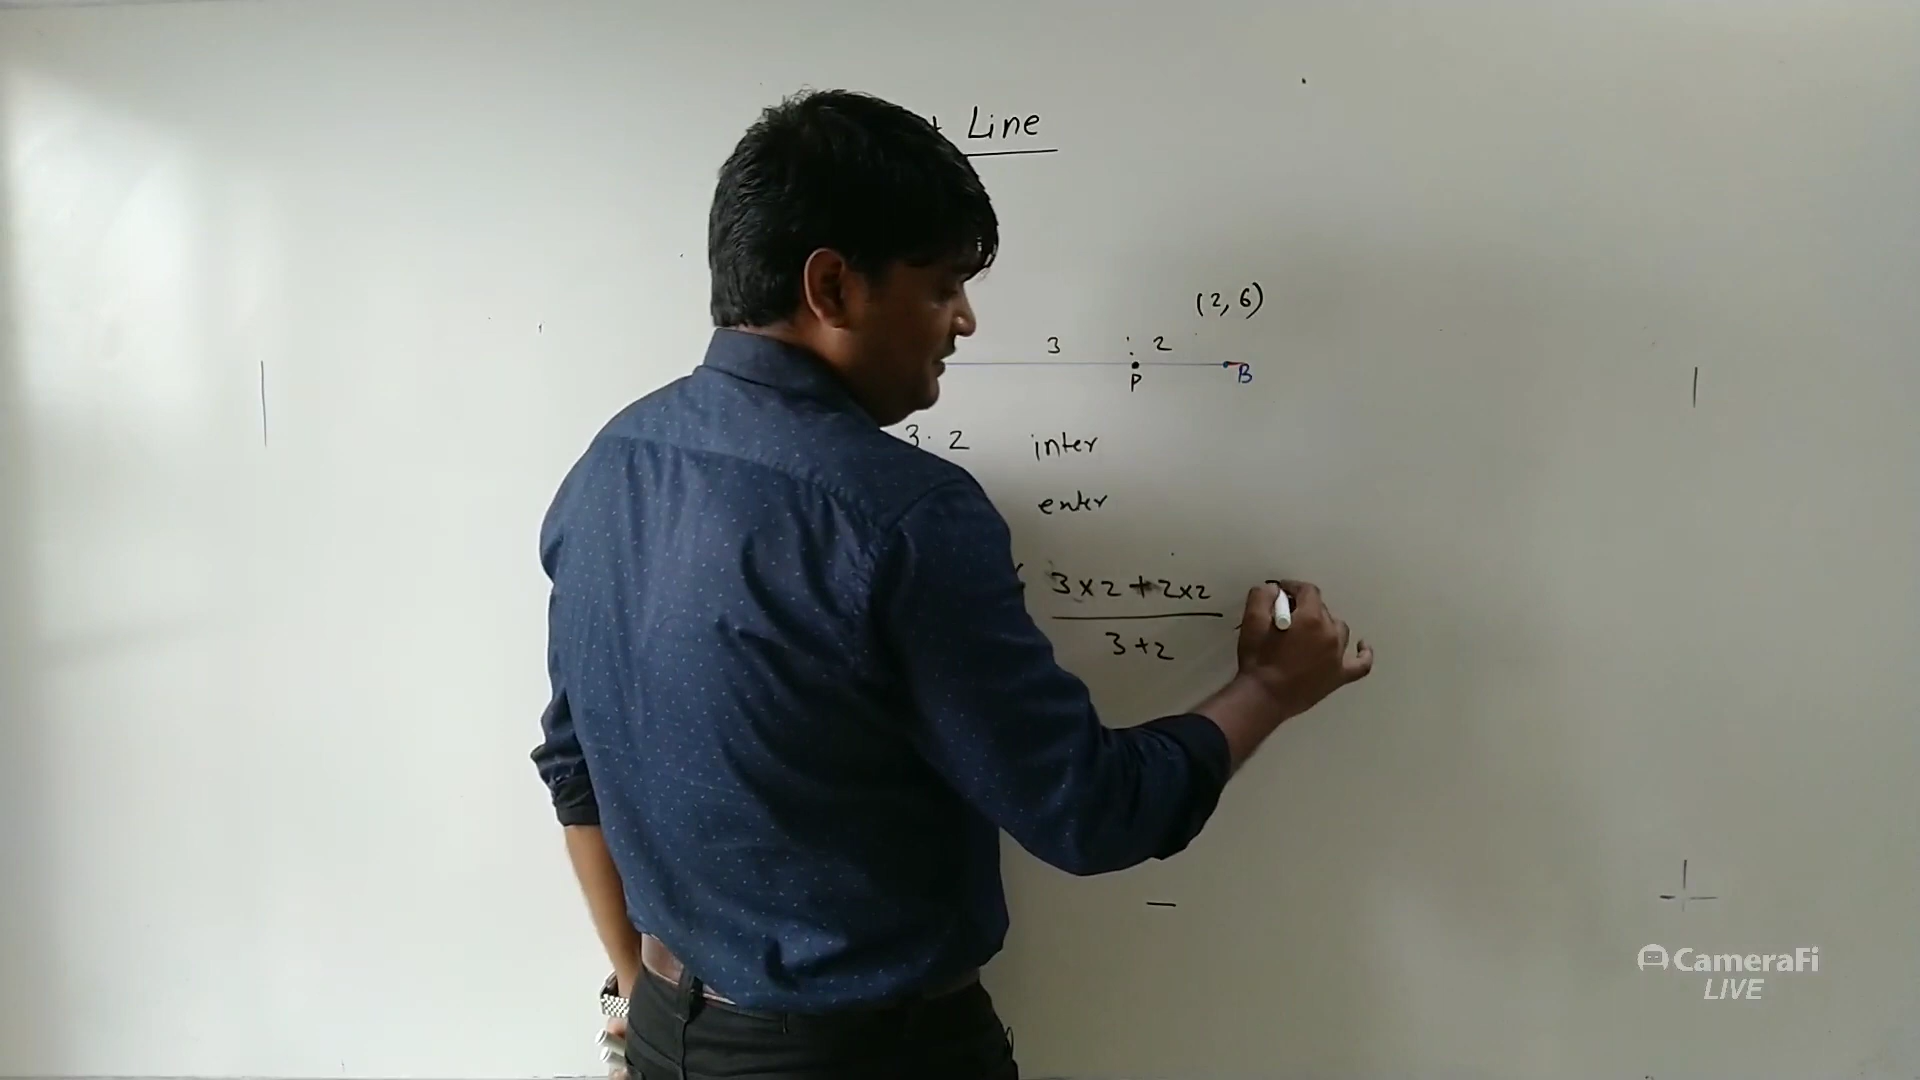 Line
(2, 6)
3 : 2
P B
3 . 2 inter
enter
3 x 2 + 2 x 2
3 + 2
CameraFi
LIVE